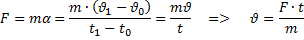 F = mα = m · (ϑ₁ − ϑ₀) / t₁ − t₀ = mϑ / t => ϑ = F · t / m